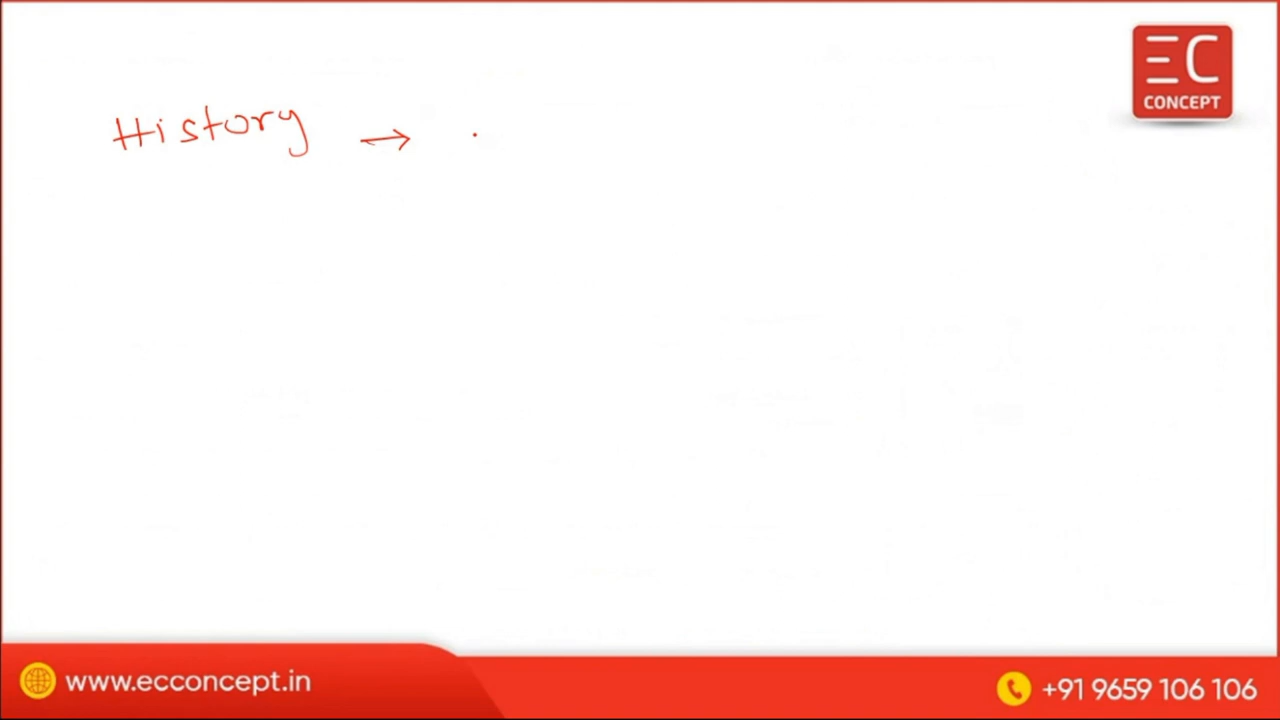 EC
CONCEPT
History →
www.ecconcept.in
+91 9659 106 106